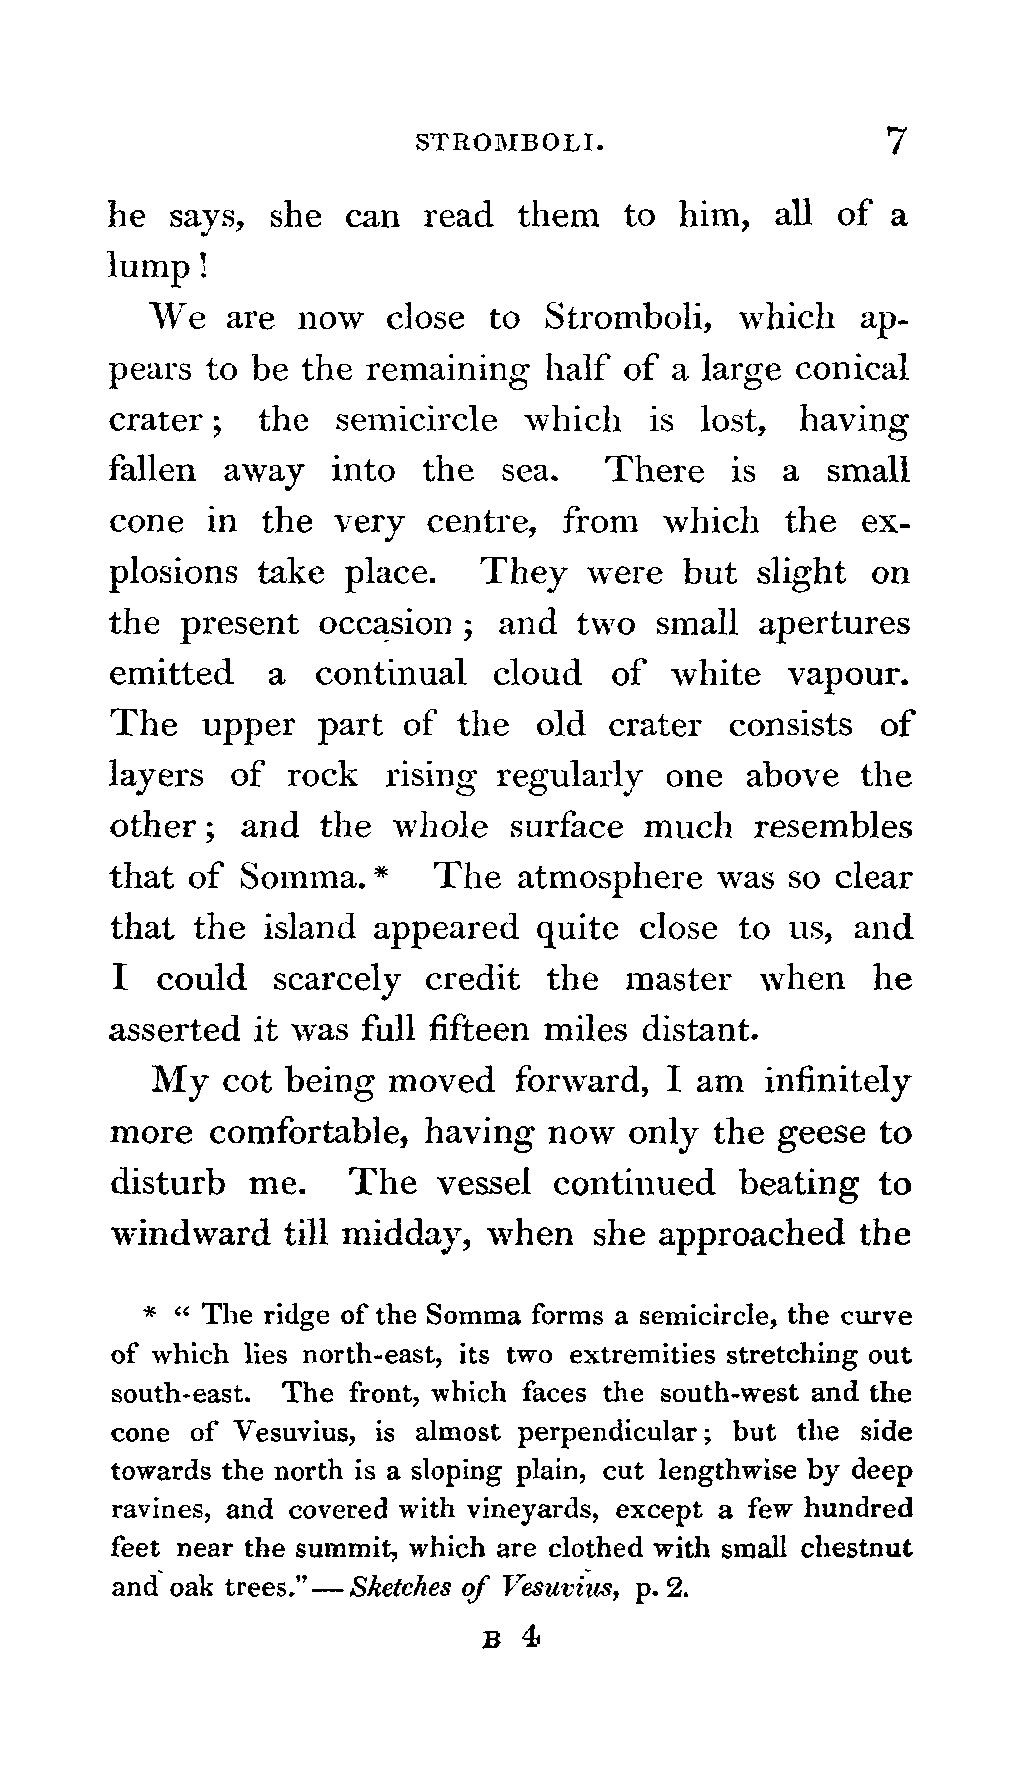 STROMBOLI. 7
he says, she can read them to him, all of a
lump!
We are now close to Stromboli, which ap-
pears to be the remaining half of a large conical
crater; the semicircle which is lost, having
fallen away into the sea. There is a small
cone in the very centre, from which the ex-
plosions take place. They were but slight on
the present occasion; and two small apertures
emitted a continual cloud of white vapour.
The upper part of the old crater consists of
layers of rock rising regularly one above the
other; and the whole surface much resembles
that of Somma.* The atmosphere was so clear
that the island appeared quite close to us, and
I could scarcely credit the master when he
asserted it was full fifteen miles distant.
My cot being moved forward, I am infinitely
more comfortable, having now only the geese to
disturb me. The vessel continued beating to
windward till midday, when she approached the
* “ The ridge of the Somma forms a semicircle, the curve
of which lies north-east, its two extremities stretching out
south-east. The front, which faces the south-west and the
cone of Vesuvius, is almost perpendicular; but the side
towards the north is a sloping plain, cut lengthwise by deep
ravines, and covered with vineyards, except a few hundred
feet near the summit, which are clothed with small chestnut
and oak trees.”—Sketches of Vesuvius, p. 2.
B 4